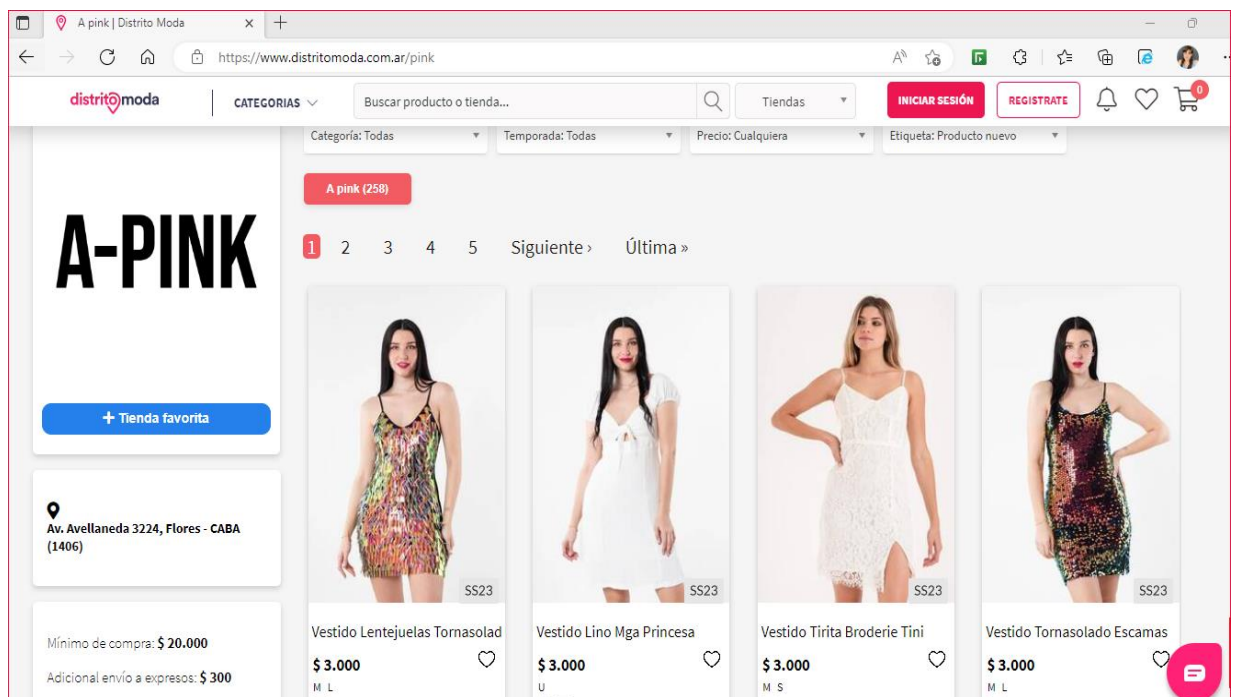 A pink | Distrito Moda
https://www.distritomoda.com.ar/pink
distritomoda
CATEGORIAS
Buscar producto o tienda...
Tiendas
INICIAR SESIÓN
REGISTRATE
0
Categoría: Todas
Temporada: Todas
Precio: Cualquiera
Etiqueta: Producto nuevo
A pink (258)
1 2 3 4 5 Siguiente › Última »
A-PINK
+ Tienda favorita
Av. Avellaneda 3224, Flores - CABA
(1406)
Mínimo de compra: $ 20.000
Adicional envío a expresos: $ 300
SS23
Vestido Lentejuelas Tornasolad
$ 3.000
M L
SS23
Vestido Lino Mga Princesa
$ 3.000
U
SS23
Vestido Tirita Broderie Tini
$ 3.000
M S
SS23
Vestido Tornasolado Escamas
$ 3.000
M L